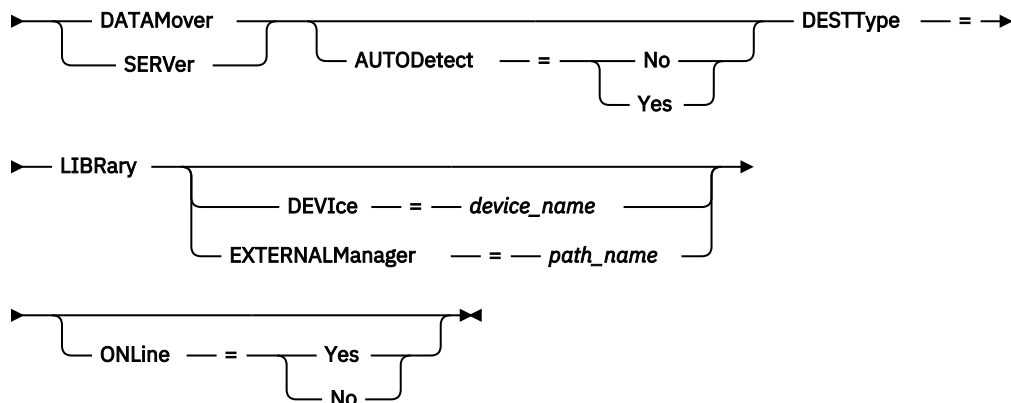 DATAMover DESTType =
SERVer AUTODetect = No
Yes
LIBRary
DEVIce = device_name
EXTERNALManager = path_name
ONLine = Yes
No